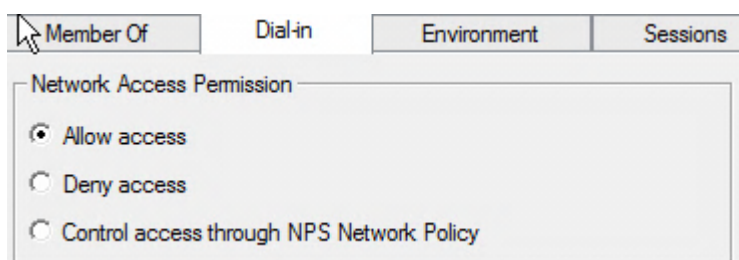 Member Of Dial-in Environment Sessions
Network Access Permission
Allow access
Deny access
Control access through NPS Network Policy